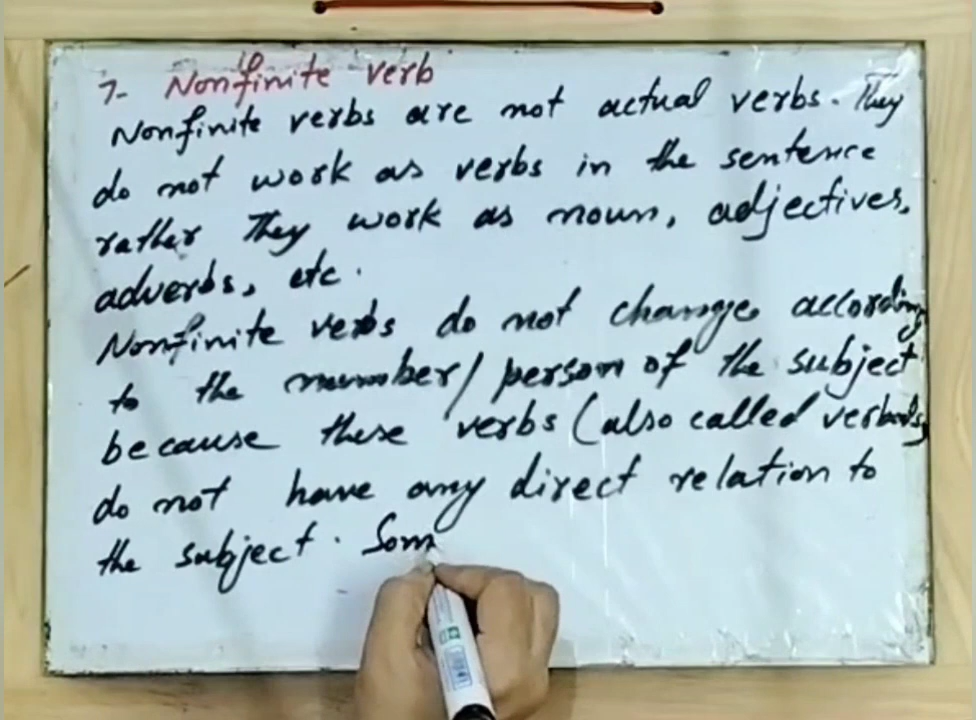 7- Nonfinite verb
Nonfinite verbs are not actual verbs. They
do not work as verbs in the sentence
rather they work as noun, adjectives,
adverbs, etc.
Nonfinite verbs do not change according
to the number/person of the subject
because these verbs (also called verbals)
do not have any direct relation to
the subject. Som